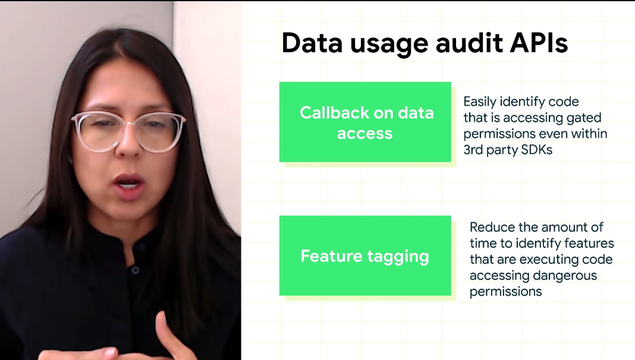 Data usage audit APIs
Callback on data
access
Easily identify code
that is accessing gated
permissions even within
3rd party SDKs
Feature tagging
Reduce the amount of
time to identify features
that are executing code
accessing dangerous
permissions